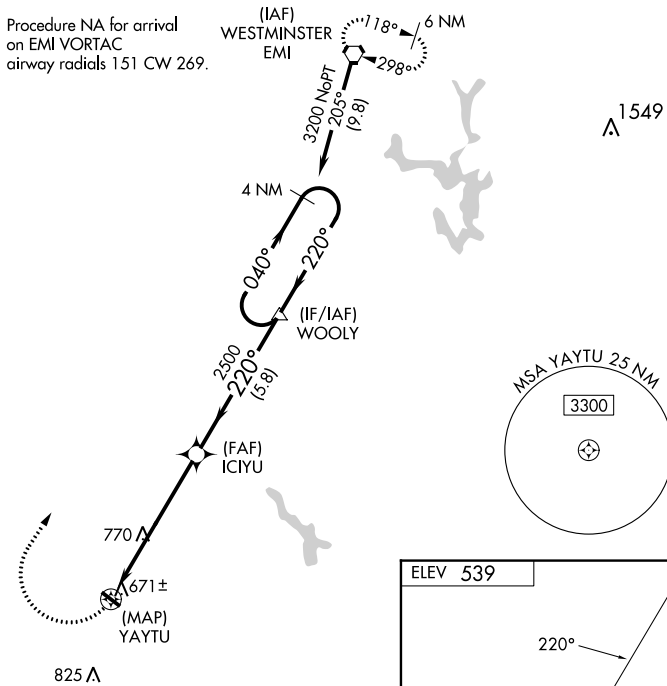 Procedure NA for arrival
on EMI VORTAC
airway radials 151 CW 269.
(IAF)
WESTMINSTER
EMI
118°
6 NM
298°
3200 NoPT
205°
(9.8)
1549
4 NM
040°
220°
(IF/IAF)
WOOLY
2500
220°
(5.8)
MSA YAYTU 25 NM
3300
(FAF)
ICIYU
770
671±
(MAP)
YAYTU
825
ELEV 539
220°